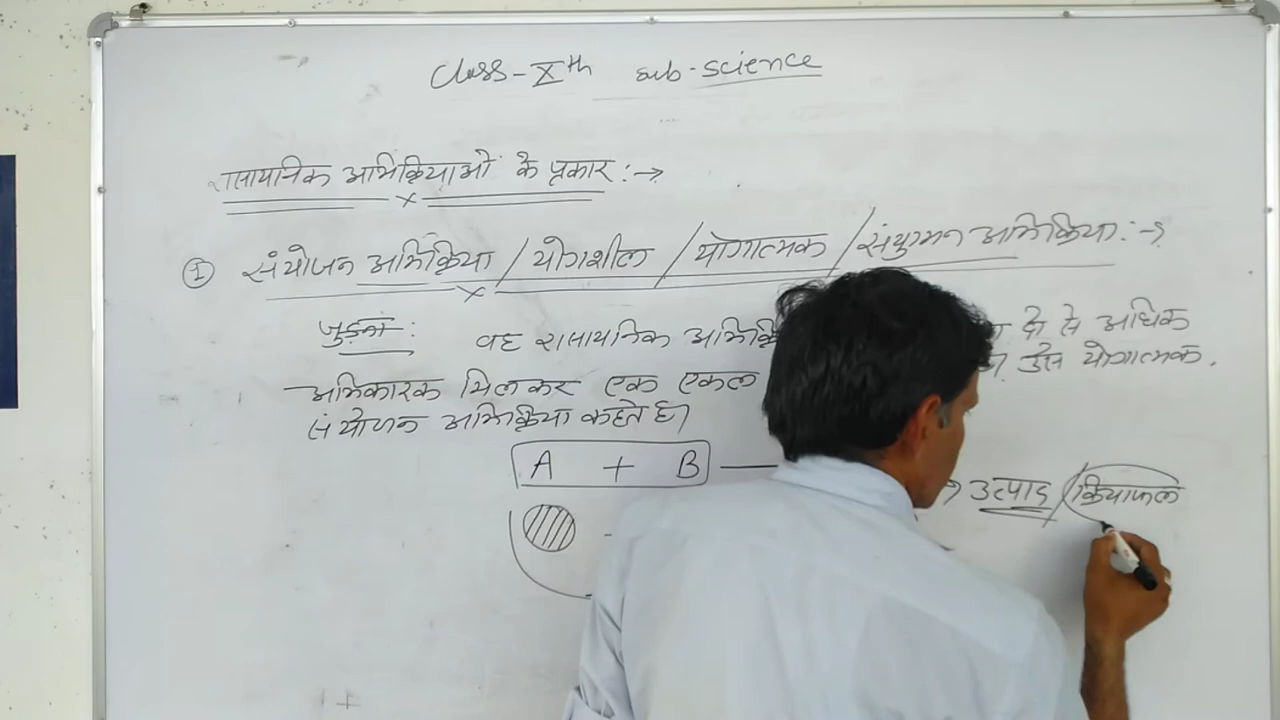 Class-Xth sub-science
रासायनिक अभिक्रियाओं के प्रकार :→
① संयोजन अभिक्रिया / योगशील / योगात्मक / संयुग्मन अभिक्रिया :→
जुड़ना :
वह रासायनिक दो से अधिक
अभिकारक मिलकर एक एकल उसे योगात्मक.
संयोजन अभिक्रिया कहते है।
A + B
उत्पाद / क्रियाफल